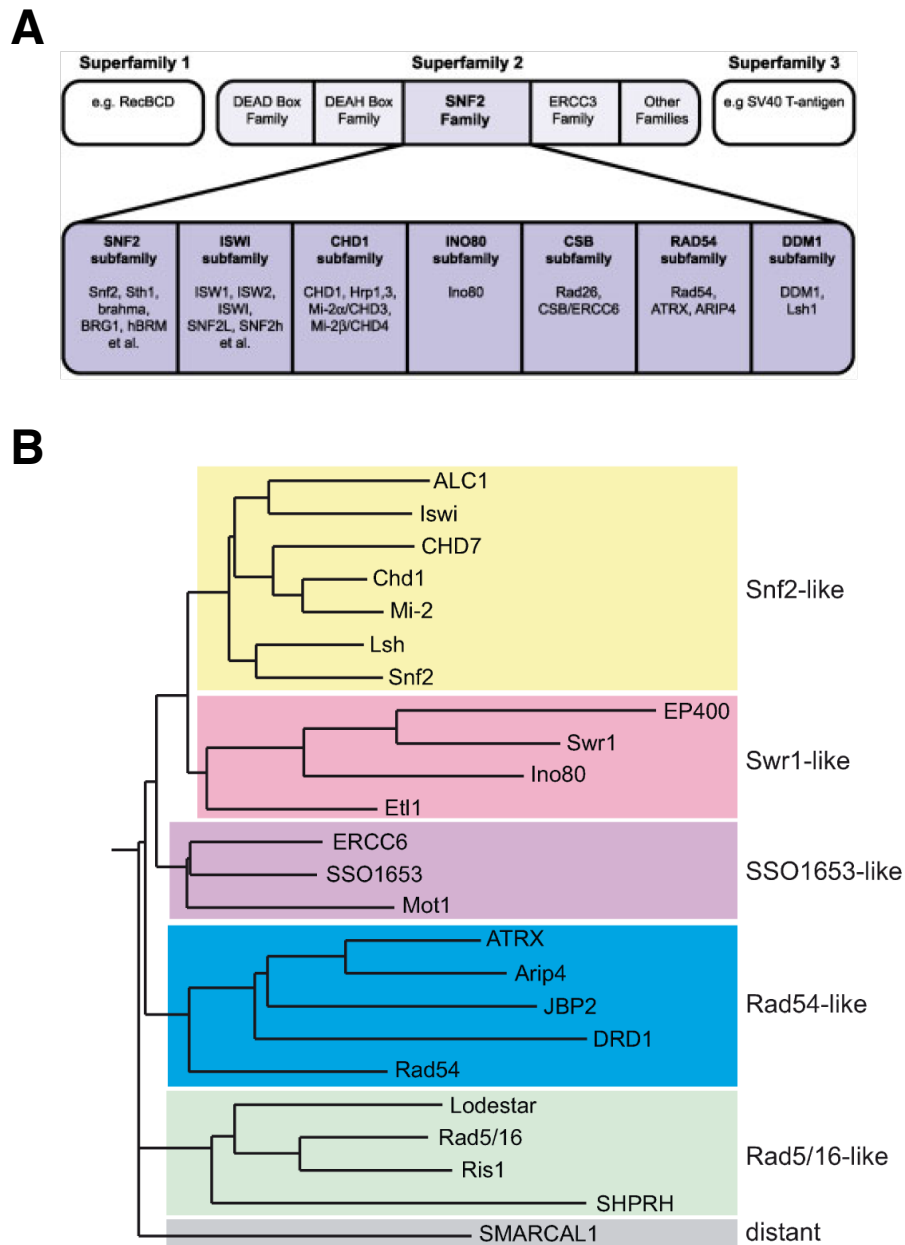 A
Superfamily 1
Superfamily 2
Superfamily 3
e.g. RecBCD
DEAD Box
Family
DEAH Box
Family
SNF2
Family
ERCC3
Family
Other
Families
e.g SV40 T-antigen
SNF2
subfamily
Snf2, Sth1,
brahma,
BRG1, hBRM
et al.
ISWI
subfamily
ISW1, ISW2,
ISWI,
SNF2L, SNF2h
et al.
CHD1
subfamily
CHD1, Hrp1,3,
Mi-2α/CHD3,
Mi-2β/CHD4
INO80
subfamily
Ino80
CSB
subfamily
Rad26,
CSB/ERCC6
RAD54
subfamily
Rad54,
ATRX, ARIP4
DDM1
subfamily
DDM1,
Lsh1
B
ALC1
Iswi
CHD7
Chd1
Mi-2
Lsh
Snf2
Snf2-like
EP400
Swr1
Ino80
Etl1
Swr1-like
ERCC6
SSO1653
Mot1
SSO1653-like
ATRX
Arip4
JBP2
DRD1
Rad54
Rad54-like
Lodestar
Rad5/16
Ris1
SHPRH
Rad5/16-like
SMARCAL1
distant